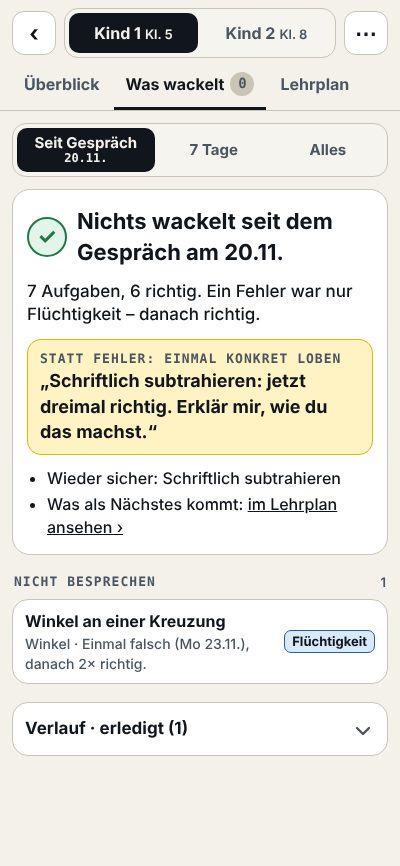 ‹
Kind 1 Kl. 5
Kind 2 Kl. 8
⋯
Überblick
Was wackelt 0
Lehrplan
Seit Gespräch
20.11.
7 Tage
Alles
Nichts wackelt seit dem
Gespräch am 20.11.
7 Aufgaben, 6 richtig. Ein Fehler war nur
Flüchtigkeit – danach richtig.
STATT FEHLER: EINMAL KONKRET LOBEN
„Schriftlich subtrahieren: jetzt
dreimal richtig. Erklär mir, wie du
das machst.“
• Wieder sicher: Schriftlich subtrahieren
• Was als Nächstes kommt: im Lehrplan
ansehen ›
NICHT BESPRECHEN
1
Winkel an einer Kreuzung
Winkel · Einmal falsch (Mo 23.11.),
danach 2× richtig.
Flüchtigkeit
Verlauf · erledigt (1)